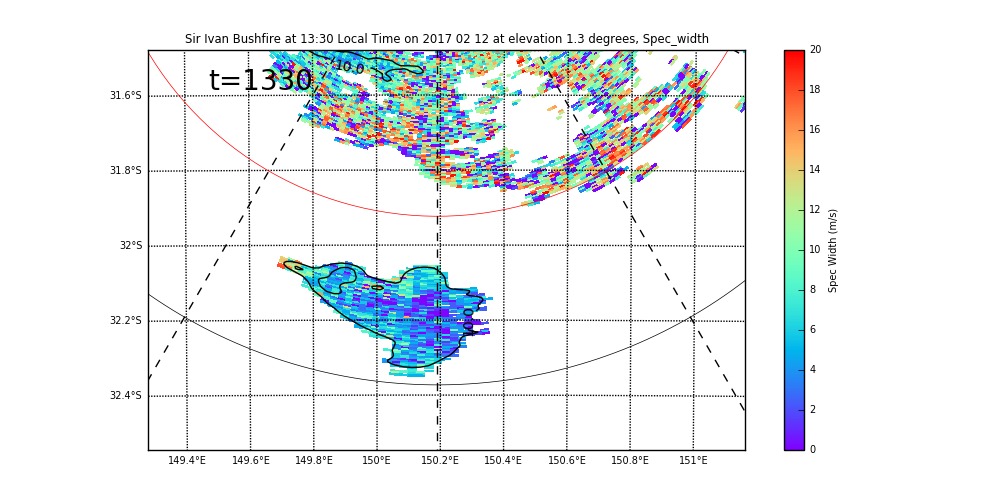 Sir Ivan Bushfire at 13:30 Local Time on 2017 02 12 at elevation 1.3 degrees, Spec_width
t=1330
10.0
31.6°S
31.8°S
32°S
32.2°S
32.4°S
149.4°E 149.6°E 149.8°E 150°E 150.2°E 150.4°E 150.6°E 150.8°E 151°E
20
18
16
14
12
10
8
6
4
2
0
Spec Width (m/s)